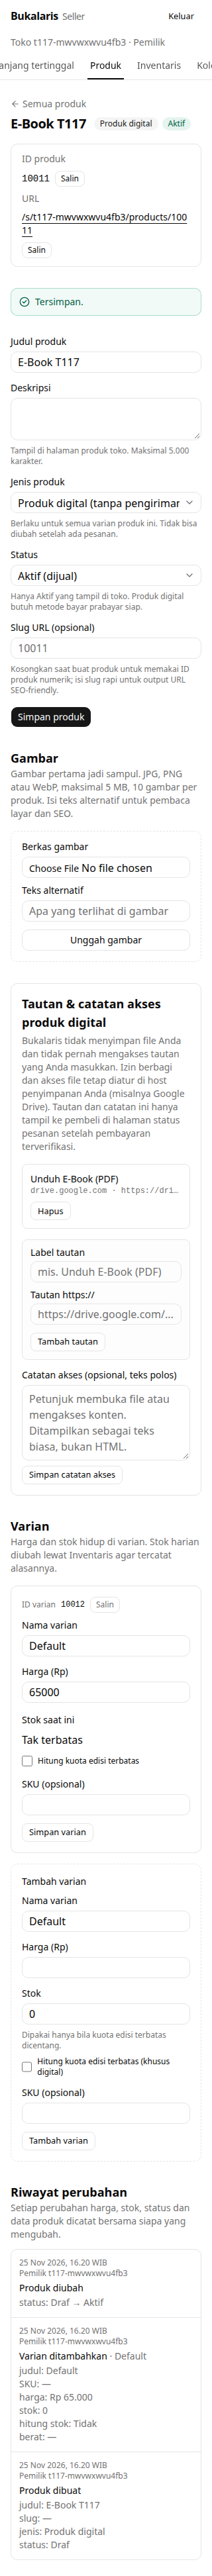 Bukalaris Seller Keluar
Toko t117-mwvwxwvu4fb3 · Pemilik
anjang tertinggal Produk Inventaris Kole
← Semua produk
E-Book T117 Produk digital Aktif
ID produk
10011 Salin
URL
/s/t117-mwvwxwvu4fb3/products/100
11
Salin
Tersimpan.
Judul produk
E-Book T117
Deskripsi
Tampil di halaman produk toko. Maksimal 5.000
karakter.
Jenis produk
Produk digital (tanpa pengiriman
Berlaku untuk semua varian produk ini. Tidak bisa
diubah setelah ada pesanan.
Status
Aktif (dijual)
Hanya Aktif yang tampil di toko. Produk digital
butuh metode bayar prabayar siap.
Slug URL (opsional)
10011
Kosongkan saat buat produk untuk memakai ID
produk numerik; isi slug rapi untuk output URL
SEO-friendly.
Simpan produk
Gambar
Gambar pertama jadi sampul. JPG, PNG
atau WebP, maksimal 5 MB, 10 gambar per
produk. Isi teks alternatif untuk pembaca
layar dan SEO.
Berkas gambar
Choose File No file chosen
Teks alternatif
Apa yang terlihat di gambar
Unggah gambar
Tautan & catatan akses
produk digital
Bukalaris tidak menyimpan file Anda
dan tidak pernah mengakses tautan
yang Anda masukkan. Izin berbagi
dan akses file tetap diatur di host
penyimpanan Anda (misalnya Google
Drive). Tautan dan catatan ini hanya
tampil ke pembeli di halaman status
pesanan setelah pembayaran
terverifikasi.
Unduh E-Book (PDF)
drive.google.com · https://dri…
Hapus
Label tautan
mis. Unduh E-Book (PDF)
Tautan https://
https://drive.google.com/...
Tambah tautan
Catatan akses (opsional, teks polos)
Petunjuk membuka file atau
mengakses konten.
Ditampilkan sebagai teks
biasa, bukan HTML.
Simpan catatan akses
Varian
Harga dan stok hidup di varian. Stok harian
diubah lewat Inventaris agar tercatat
alasannya.
ID varian 10012 Salin
Nama varian
Default
Harga (Rp)
65000
Stok saat ini
Tak terbatas
Hitung kuota edisi terbatas
SKU (opsional)
Simpan varian
Tambah varian
Nama varian
Default
Harga (Rp)
Stok
0
Dipakai hanya bila kuota edisi terbatas
dicentang.
Hitung kuota edisi terbatas (khusus
digital)
SKU (opsional)
Tambah varian
Riwayat perubahan
Setiap perubahan harga, stok, status dan
data produk dicatat bersama siapa yang
mengubah.
25 Nov 2026, 16.20 WIB
Pemilik t117-mwvwxwvu4fb3
Produk diubah
status: Draf → Aktif
25 Nov 2026, 16.20 WIB
Pemilik t117-mwvwxwvu4fb3
Varian ditambahkan · Default
judul: Default
SKU: —
harga: Rp 65.000
stok: 0
hitung stok: Tidak
berat: —
25 Nov 2026, 16.20 WIB
Pemilik t117-mwvwxwvu4fb3
Produk dibuat
judul: E-Book T117
slug: —
jenis: Produk digital
status: Draf